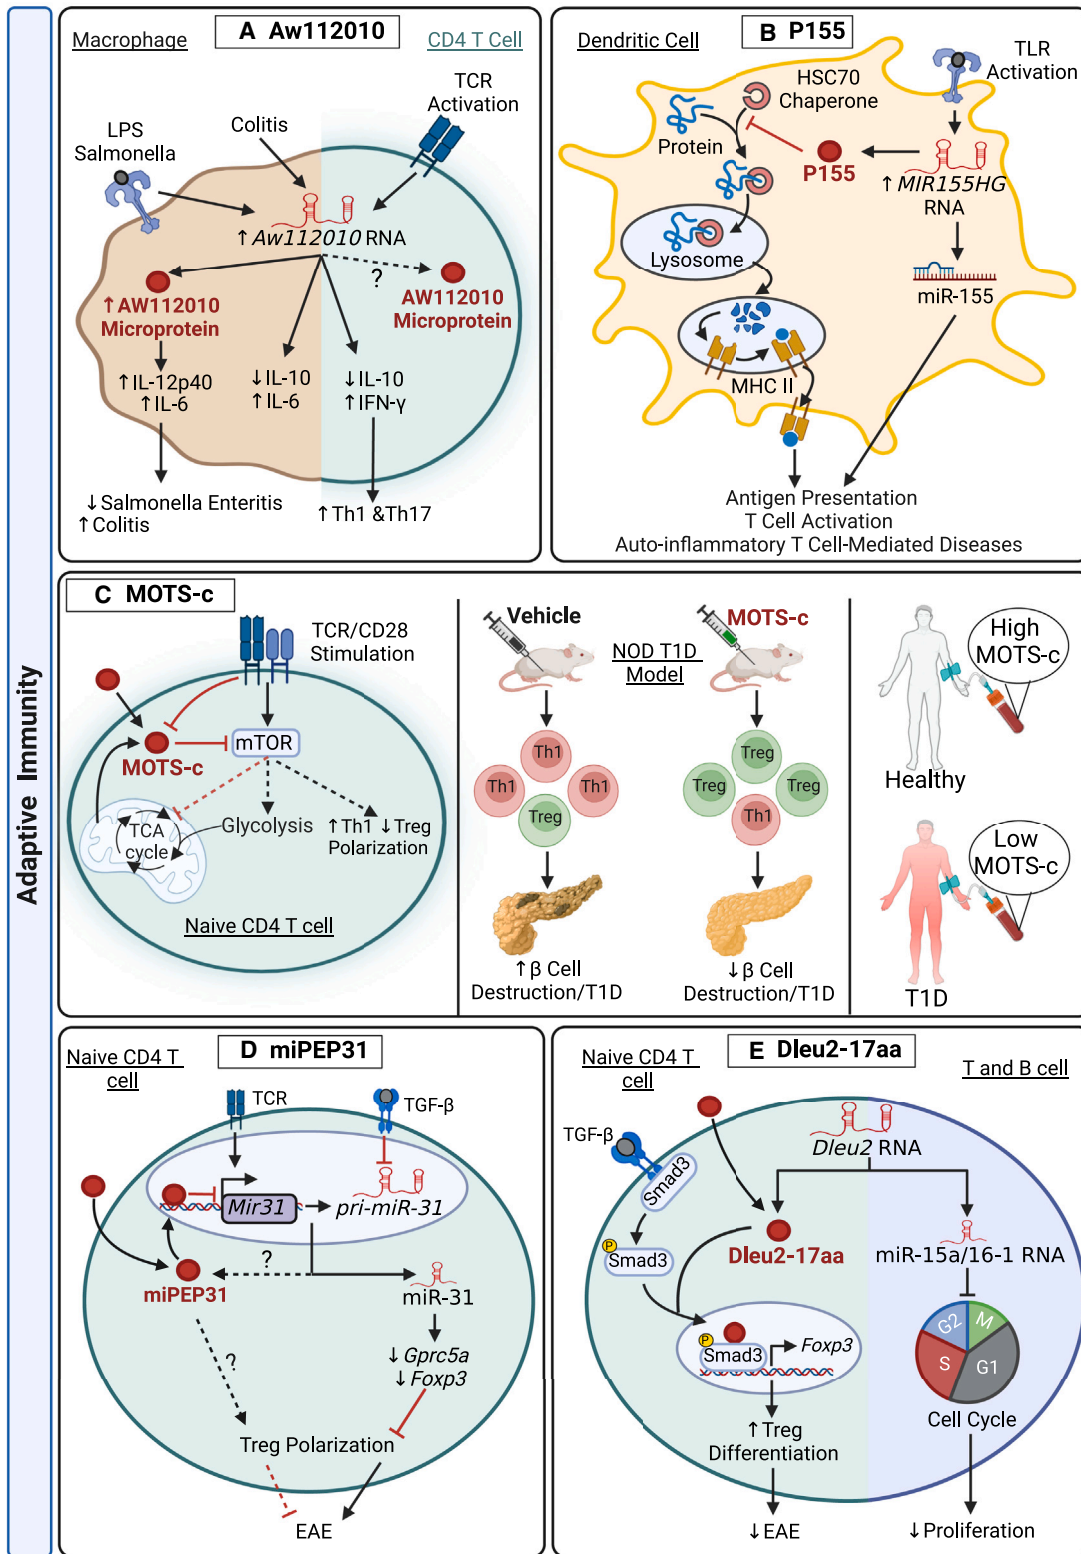 Adaptive Immunity
A Aw112010
Macrophage
CD4 T Cell
TCR
Activation
Colitis
LPS
Salmonella
↑ Aw112010 RNA
?
↑ AW112010
Microprotein
AW112010
Microprotein
↑ IL-12p40
↑ IL-6
↓ IL-10
↑ IL-6
↓ IL-10
↑ IFN-γ
↓ Salmonella Enteritis
↑ Colitis
↑ Th1 &Th17
B P155
Dendritic Cell
HSC70
Chaperone
TLR
Activation
Protein
P155
↑ MIR155HG
RNA
Lysosome
miR-155
MHC II
Antigen Presentation
T Cell Activation
Auto-inflammatory T Cell-Mediated Diseases
C MOTS-c
TCR/CD28
Stimulation
MOTS-c
mTOR
TCA
cycle
Glycolysis
↑ Th1 ↓ Treg
Polarization
Naive CD4 T cell
Vehicle
MOTS-c
NOD T1D
Model
Th1
Th1
Th1
Treg
Treg
Treg
Treg
Th1
↑ β Cell
Destruction/T1D
↓ β Cell
Destruction/T1D
High
MOTS-c
Healthy
Low
MOTS-c
T1D
D miPEP31
Naive CD4 T
cell
TCR
TGF-β
Mir31
pri-miR-31
?
miPEP31
miR-31
?
↓ Gprc5a
↓ Foxp3
Treg Polarization
EAE
E Dleu2-17aa
Naive CD4 T
cell
T and B cell
TGF-β
Smad3
Dleu2 RNA
P
Smad3
Dleu2-17aa
miR-15a/16-1 RNA
P
Smad3
Foxp3
G2
M
S
G1
↑ Treg
Differentiation
Cell Cycle
↓ EAE
↓ Proliferation